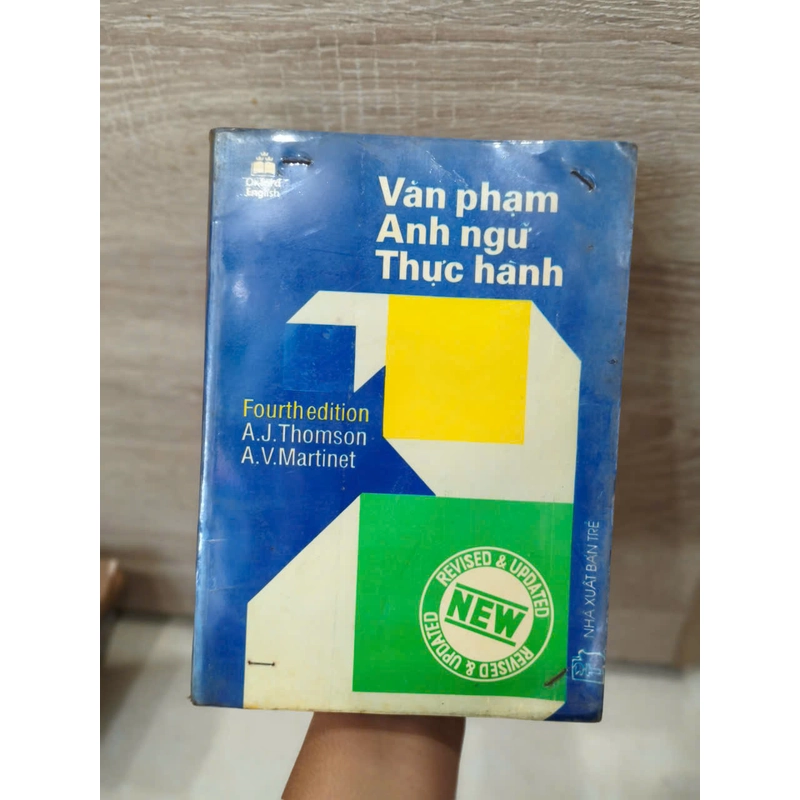 Oxford
English
Văn phạm
Anh ngữ
Thực hành
Fourth edition
A.J.Thomson
A.V.Martinet
REVISED & UPDATED
NEW
REVISED & UPDATED
NHÀ XUẤT BẢN TRẺ